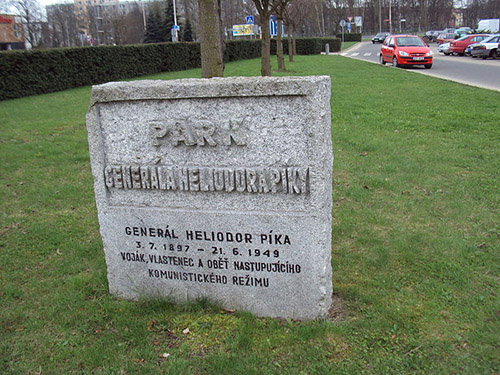 PARK
GENERÁLA HELIODORA PÍKY
GENERÁL HELIODOR PÍKA
3. 7. 1897 – 21. 6. 1949
VOJÁK, VLASTENEC A OBĚŤ NASTUPUJÍCÍHO
KOMUNISTICKÉHO REŽIMU